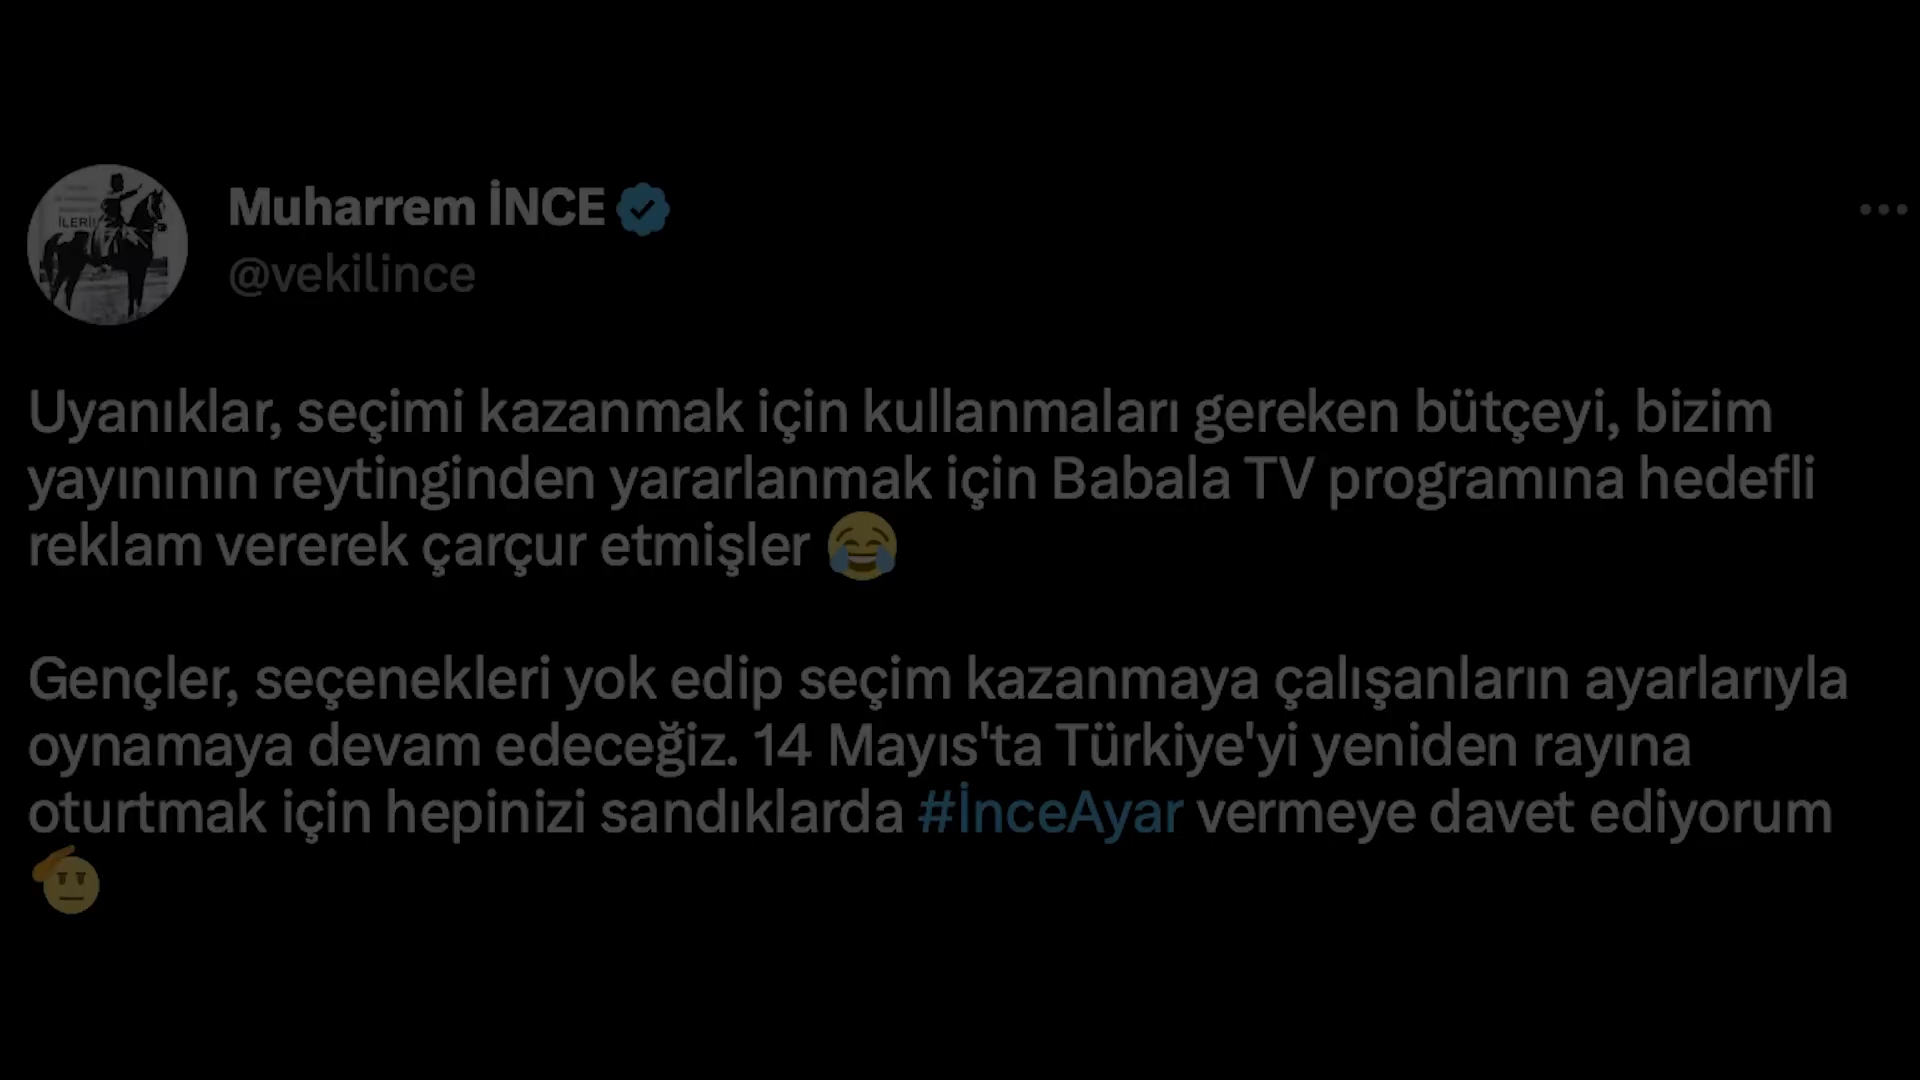 İLERİ
Muharrem İNCE
@vekilince
Uyanıklar, seçimi kazanmak için kullanmaları gereken bütçeyi, bizim
yayınının reytinginden yararlanmak için Babala TV programına hedefli
reklam vererek çarçur etmişler 😂
Gençler, seçenekleri yok edip seçim kazanmaya çalışanların ayarlarıyla
oynamaya devam edeceğiz. 14 Mayıs'ta Türkiye'yi yeniden rayına
oturtmak için hepinizi sandıklarda #İnceAyar vermeye davet ediyorum
🫡